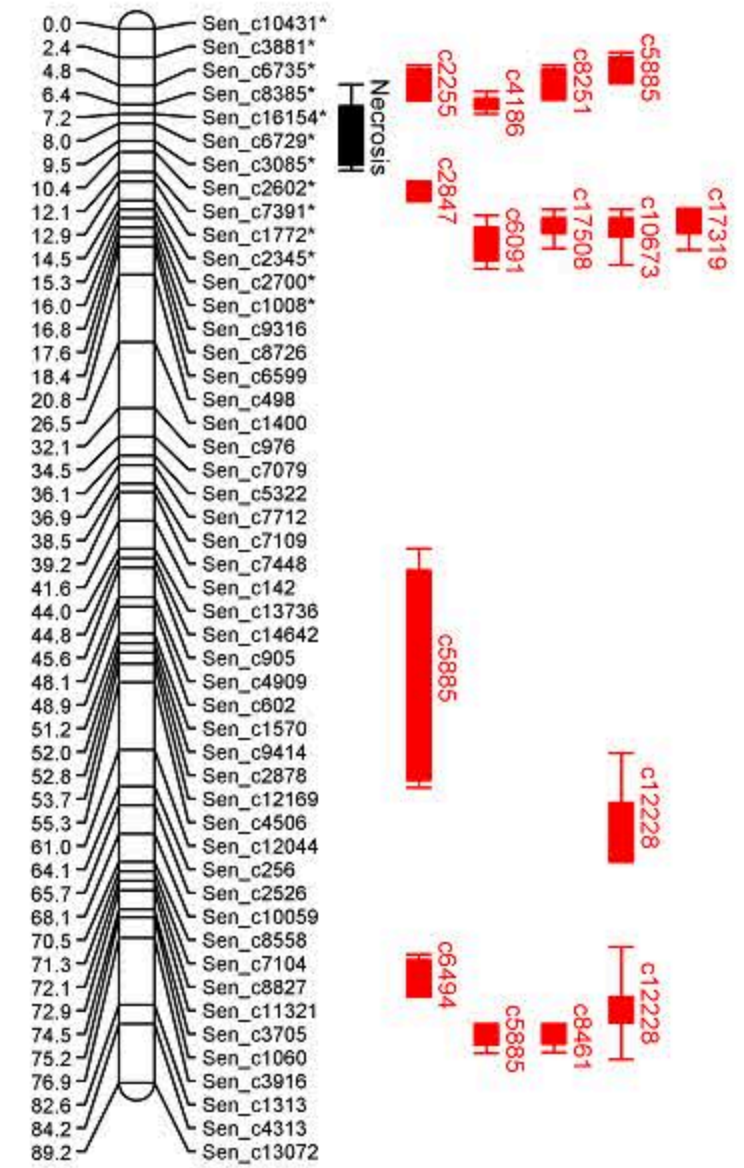 0.0 Sen_c10431*
2.4 Sen_c3881*
4.8 Sen_c6735*
6.4 Sen_c8385*
7.2 Sen_c16154*
8.0 Sen_c6729*
9.5 Sen_c3085*
10.4 Sen_c2602*
12.1 Sen_c7391*
12.9 Sen_c1772*
14.5 Sen_c2345*
15.3 Sen_c2700*
16.0 Sen_c1008*
16.8 Sen_c9316
17.6 Sen_c8726
18.4 Sen_c6599
20.8 Sen_c498
26.5 Sen_c1400
32.1 Sen_c976
34.5 Sen_c7079
36.1 Sen_c5322
36.9 Sen_c7712
38.5 Sen_c7109
39.2 Sen_c7448
41.6 Sen_c142
44.0 Sen_c13736
44.8 Sen_c14642
45.6 Sen_c905
48.1 Sen_c4909
48.9 Sen_c602
51.2 Sen_c1570
52.0 Sen_c9414
52.8 Sen_c2878
53.7 Sen_c12169
55.3 Sen_c4506
61.0 Sen_c12044
64.1 Sen_c256
65.7 Sen_c2526
68.1 Sen_c10059
70.5 Sen_c8558
71.3 Sen_c7104
72.1 Sen_c8827
72.9 Sen_c11321
74.5 Sen_c3705
75.2 Sen_c1060
76.9 Sen_c3916
82.6 Sen_c1313
84.2 Sen_c4313
89.2 Sen_c13072
Necrosis
c2255
c4186
c8251
c5885
c2847
c6091
c17508
c10673
c17319
c5885
c12228
c6494
c5885
c8461
c12228